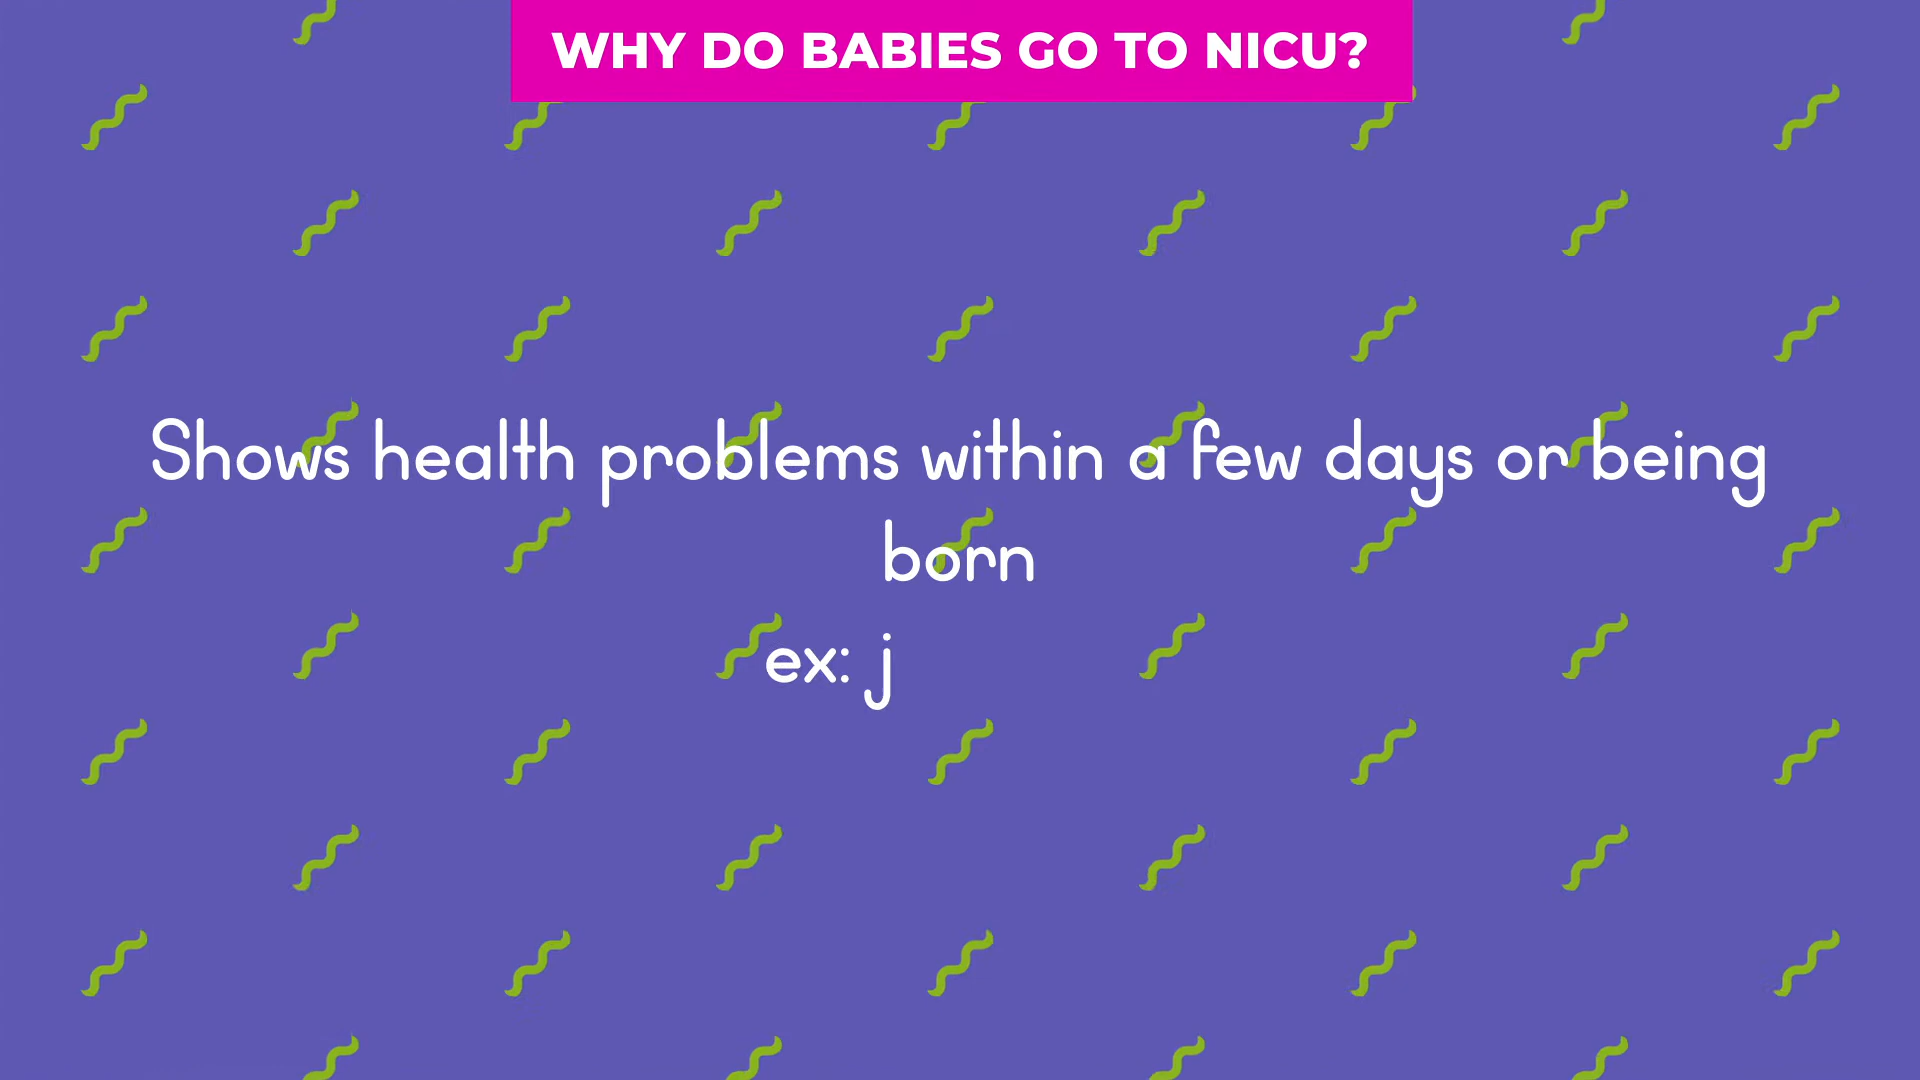 WHY DO BABIES GO TO NICU?
Shows health problems within a few days or being
born
ex: j